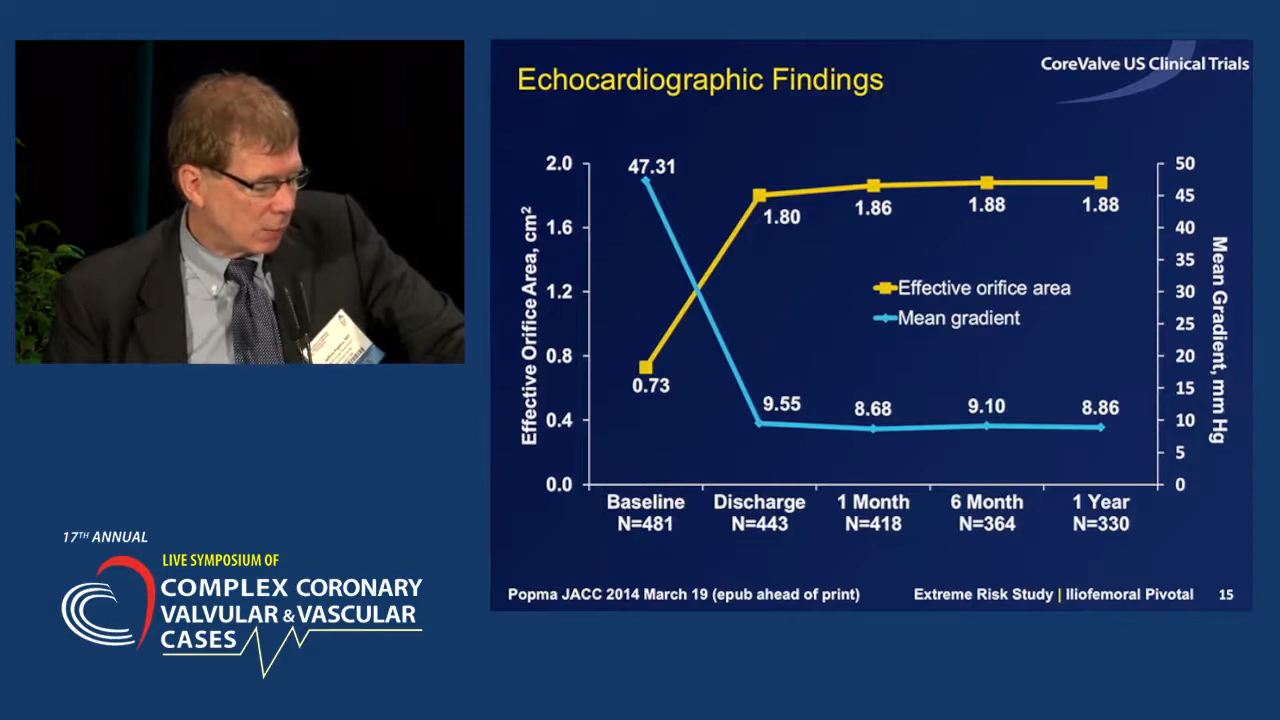 CoreValve US Clinical Trials
Echocardiographic Findings
Effective Orifice Area, cm²
2.0
1.6
1.2
0.8
0.4
0.0
50
45
40
35
30
25
20
15
10
5
0
Mean Gradient, mm Hg
47.31
1.80
1.86
1.88
1.88
Effective orifice area
Mean gradient
0.73
9.55
8.68
9.10
8.86
Baseline
N=481
Discharge
N=443
1 Month
N=418
6 Month
N=364
1 Year
N=330
Popma JACC 2014 March 19 (epub ahead of print)
Extreme Risk Study | Iliofemoral Pivotal
15
17TH ANNUAL
LIVE SYMPOSIUM OF
COMPLEX CORONARY
VALVULAR & VASCULAR
CASES